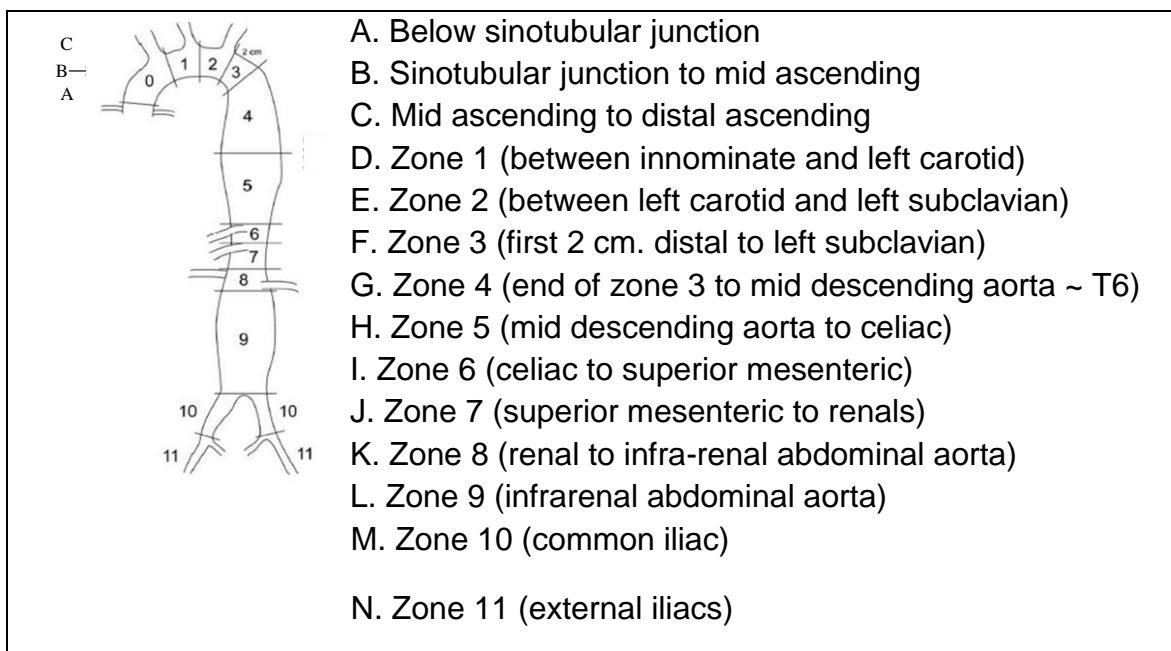 C
B
A
0
1
2
2 cm
3
4
5
6
7
8
9
10
10
11
11
A. Below sinotubular junction
B. Sinotubular junction to mid ascending
C. Mid ascending to distal ascending
D. Zone 1 (between innominate and left carotid)
E. Zone 2 (between left carotid and left subclavian)
F. Zone 3 (first 2 cm. distal to left subclavian)
G. Zone 4 (end of zone 3 to mid descending aorta ~ T6)
H. Zone 5 (mid descending aorta to celiac)
I. Zone 6 (celiac to superior mesenteric)
J. Zone 7 (superior mesenteric to renals)
K. Zone 8 (renal to infra-renal abdominal aorta)
L. Zone 9 (infrarenal abdominal aorta)
M. Zone 10 (common iliac)
N. Zone 11 (external iliacs)